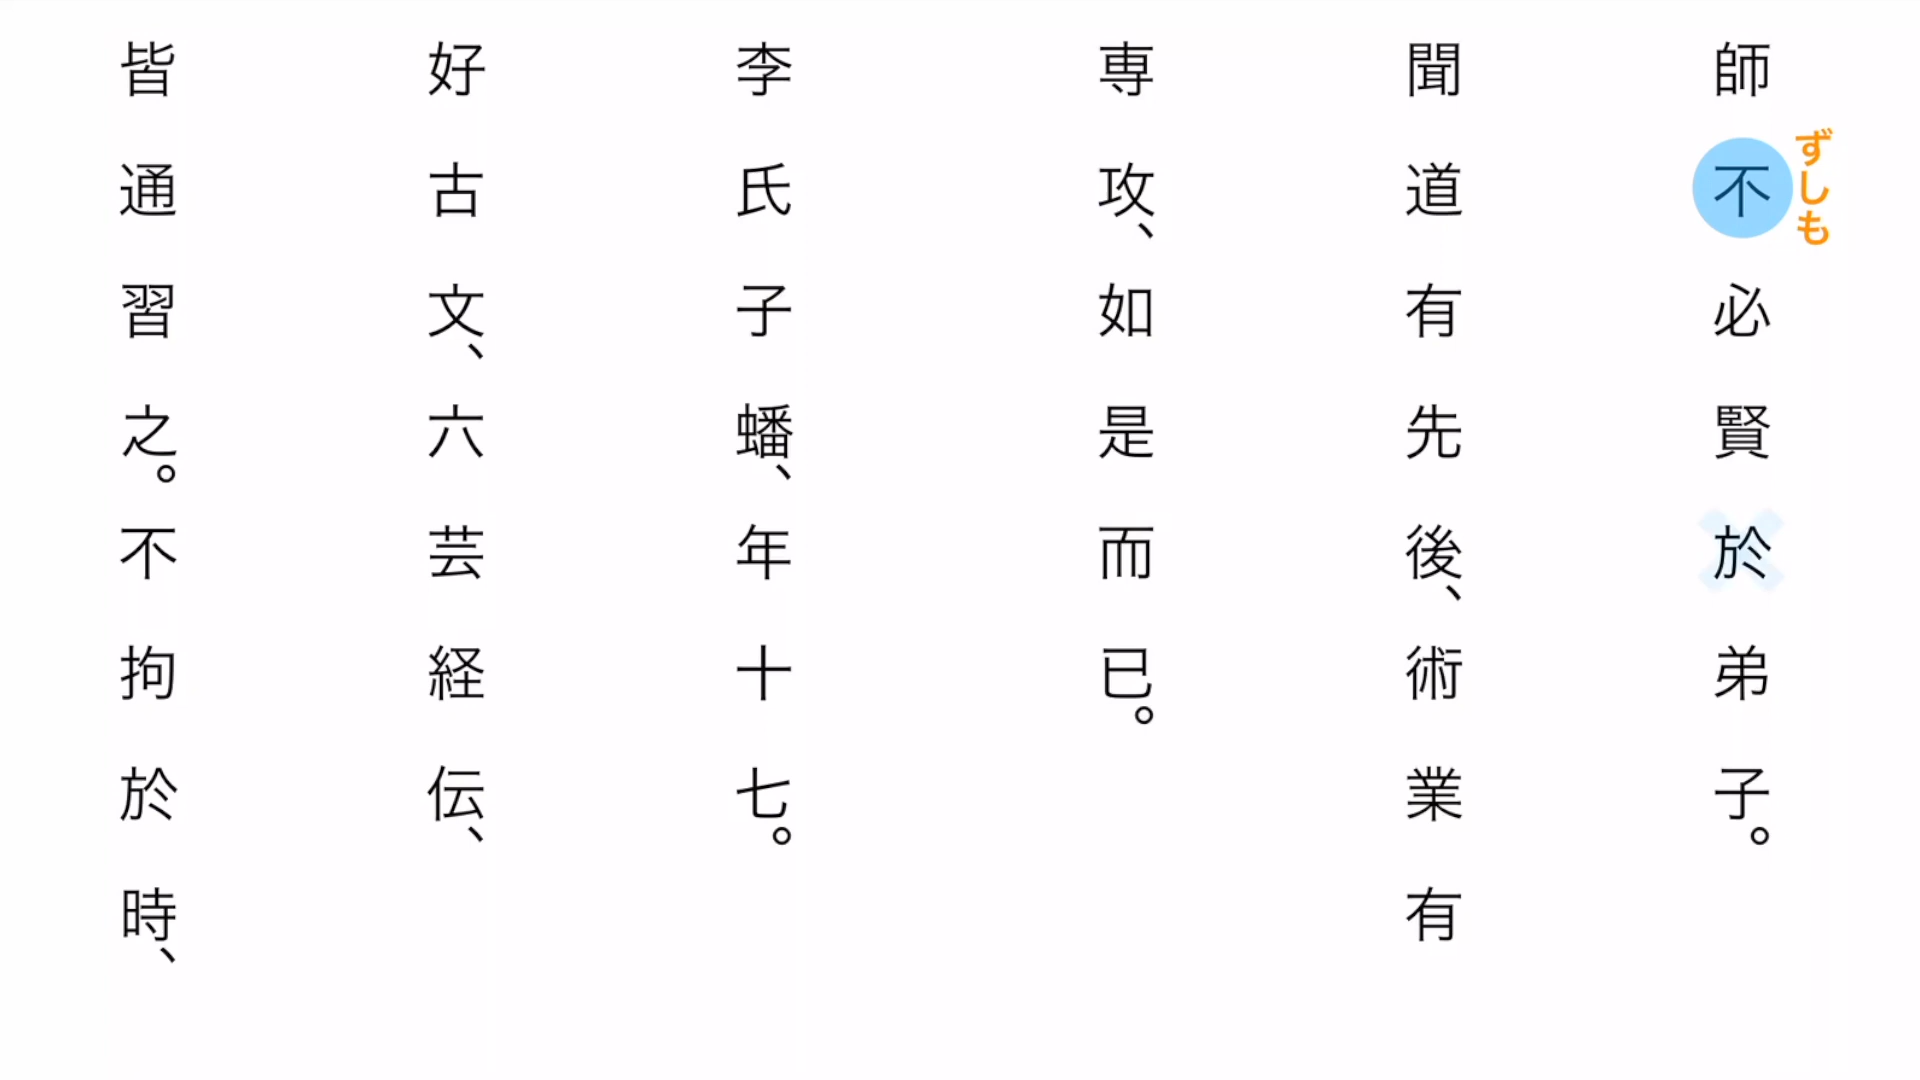 師不必賢於弟子。
ずしも
聞道有先後、術業有
専攻、如是而已。
李氏子蟠、年十七。
好古文、六芸経伝、
皆通習之。不拘於時、